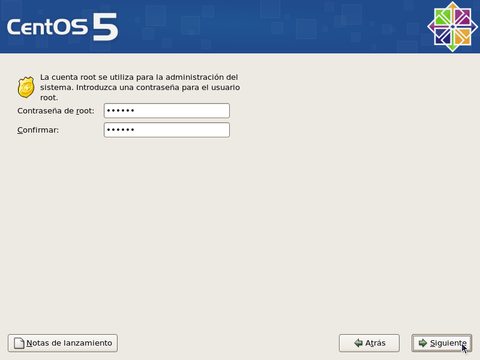 CentOS 5
La cuenta root se utiliza para la administración del
sistema. Introduzca una contraseña para el usuario
root.
Contraseña de root: ••••••
Confirmar: ••••••
Notas de lanzamiento
Atrás
Siguiente